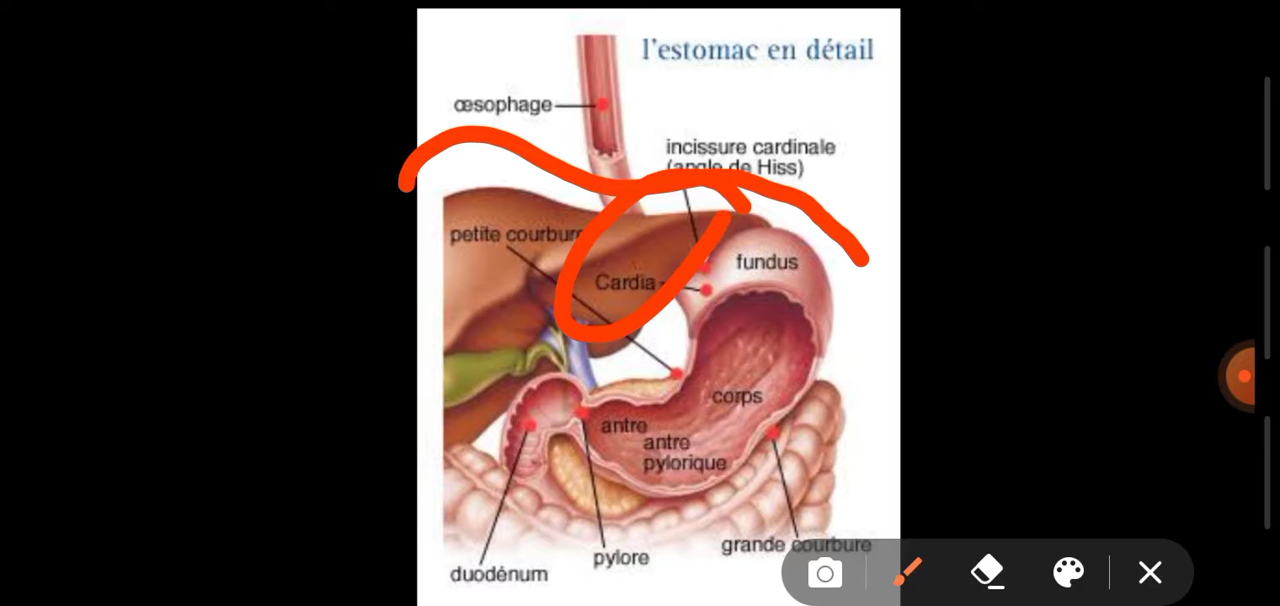 l'estomac en détail
œsophage
incissure cardinale
(angle de Hiss)
petite courbure
fundus
Cardia
corps
antre
antre
pylorique
grande courbure
pylore
duodénum